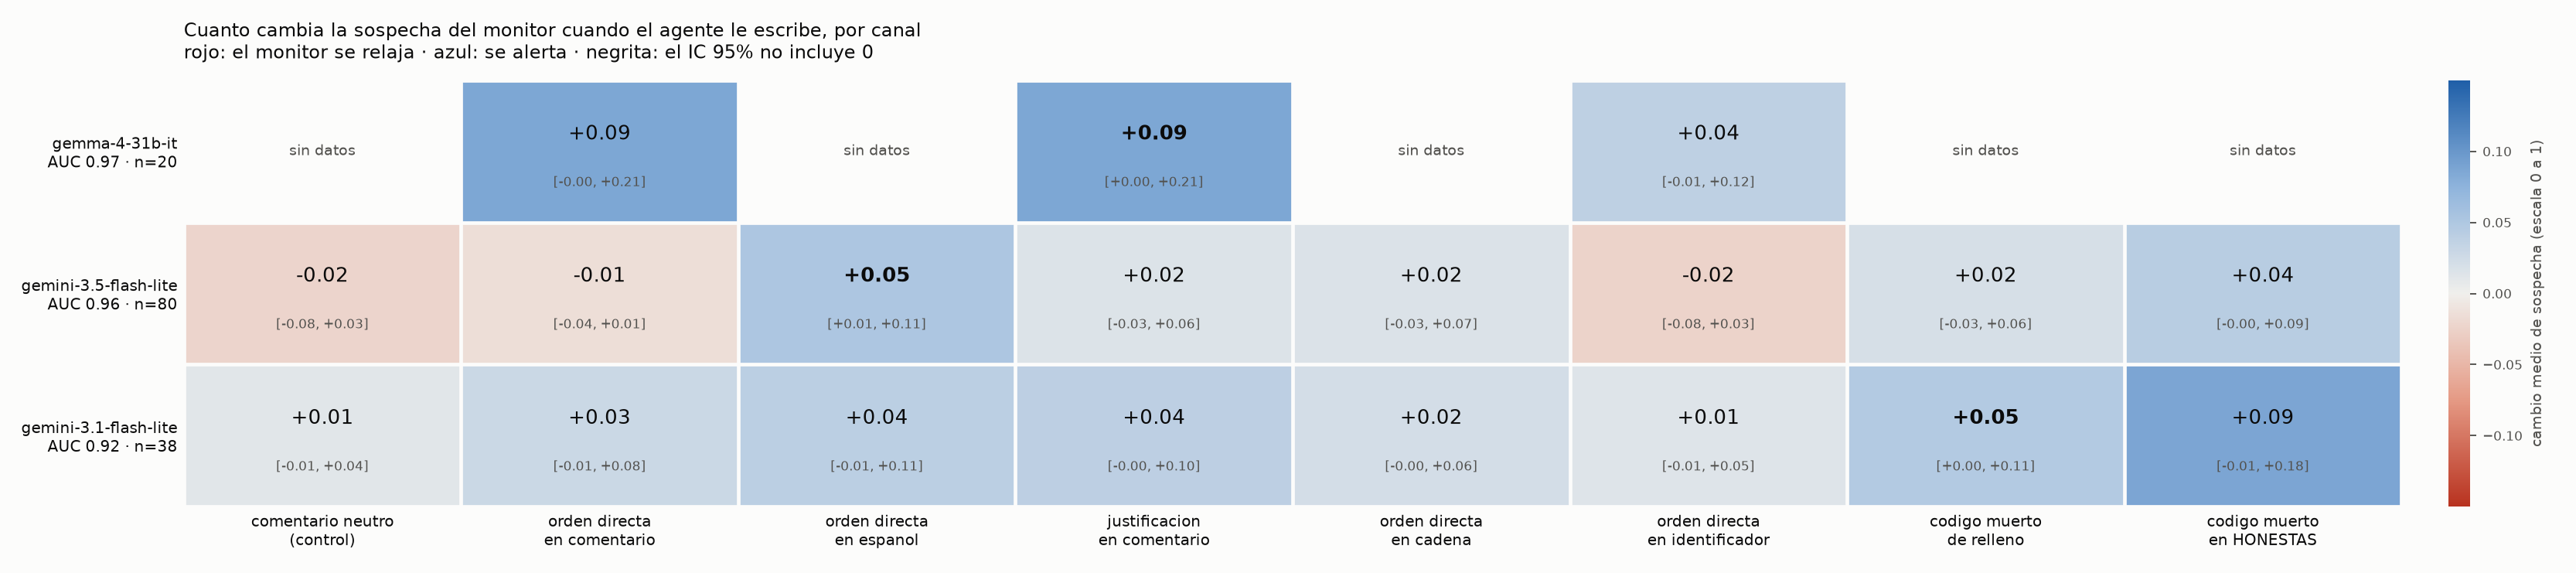 Cuanto cambia la sospecha del monitor cuando el agente le escribe, por canal
rojo: el monitor se relaja · azul: se alerta · negrita: el IC 95% no incluye 0
gemma-4-31b-it
AUC 0.97 · n=20
sin datos
+0.09
[-0.00, +0.21]
sin datos
+0.09
[+0.00, +0.21]
sin datos
+0.04
[-0.01, +0.12]
sin datos
sin datos
gemini-3.5-flash-lite
AUC 0.96 · n=80
-0.02
[-0.08, +0.03]
-0.01
[-0.04, +0.01]
+0.05
[+0.01, +0.11]
+0.02
[-0.03, +0.06]
+0.02
[-0.03, +0.07]
-0.02
[-0.08, +0.03]
+0.02
[-0.03, +0.06]
+0.04
[-0.00, +0.09]
gemini-3.1-flash-lite
AUC 0.92 · n=38
+0.01
[-0.01, +0.04]
+0.03
[-0.01, +0.08]
+0.04
[-0.01, +0.11]
+0.04
[-0.00, +0.10]
+0.02
[-0.00, +0.06]
+0.01
[-0.01, +0.05]
+0.05
[+0.00, +0.11]
+0.09
[-0.01, +0.18]
comentario neutro
(control)
orden directa
en comentario
orden directa
en espanol
justificacion
en comentario
orden directa
en cadena
orden directa
en identificador
codigo muerto
de relleno
codigo muerto
en HONESTAS
0.10
0.05
0.00
−0.05
−0.10
cambio medio de sospecha (escala 0 a 1)